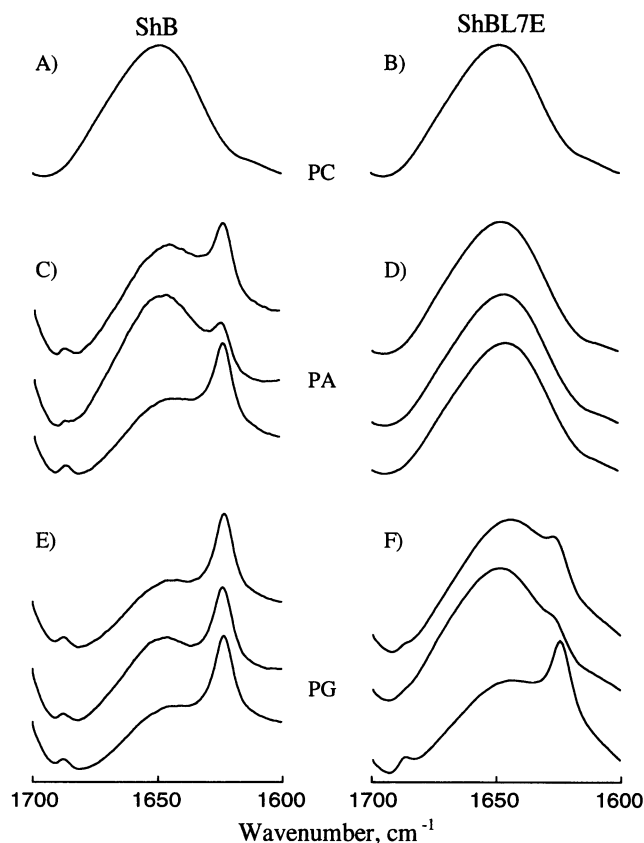 ShB ShBL7E
A) B)
PC
C) D)
PA
E) F)
PG
1700 1650 1600 1700 1650 1600
Wavenumber, cm-1